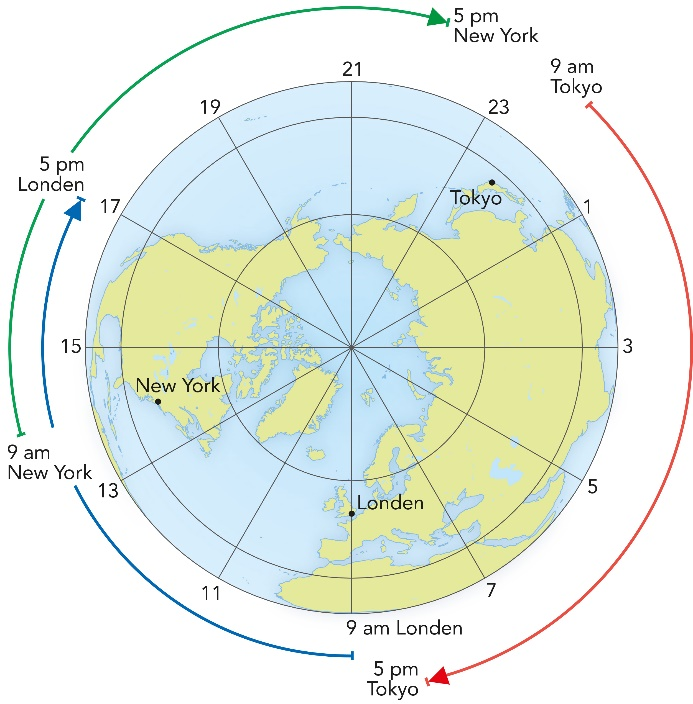 5 pm
New York
9 am
Tokyo
21
19
23
5 pm
Londen
17
Tokyo
1
15
3
New York
9 am
New York
13
5
Londen
11
7
9 am Londen
5 pm
Tokyo